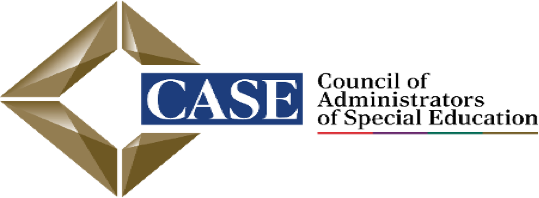 CASE
Council of
Administrators
of Special Education